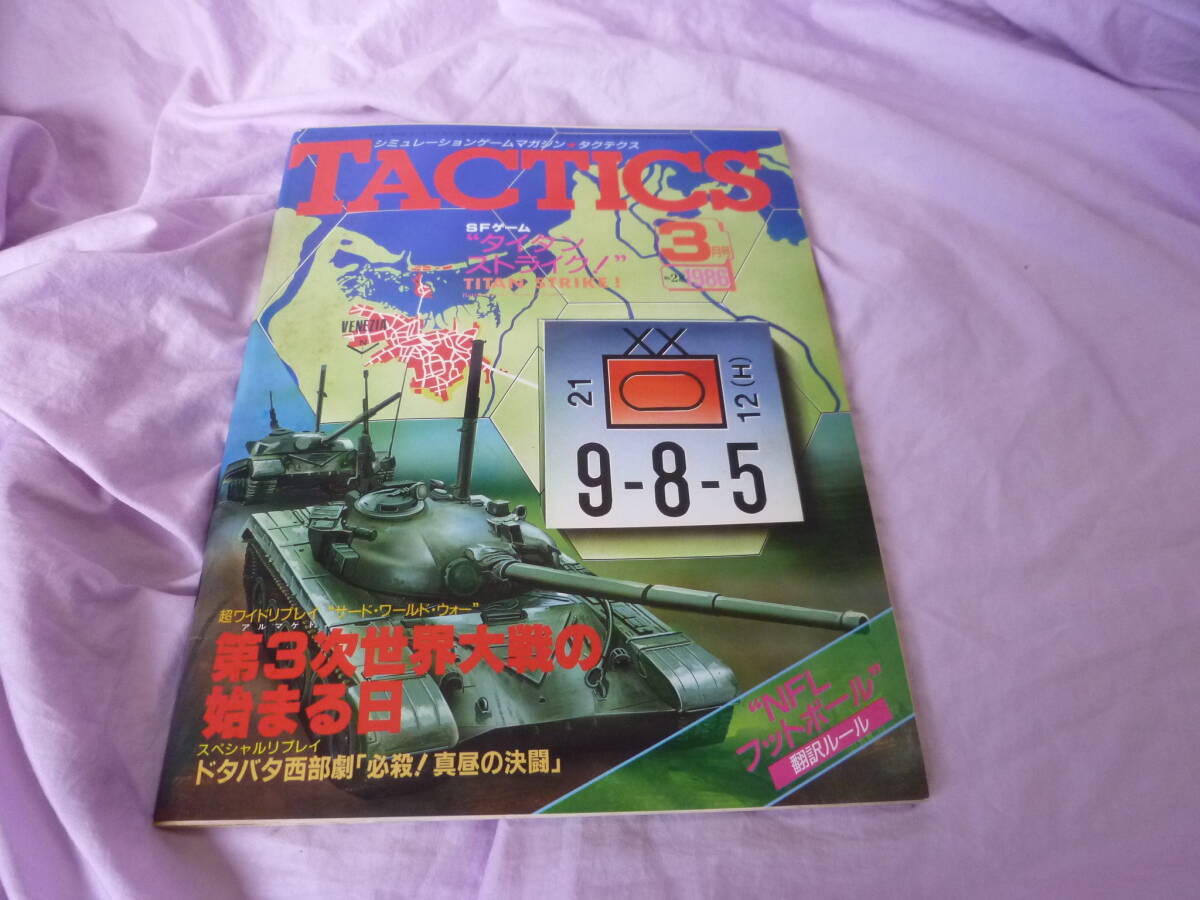 シミュレーションゲームマガジン★タクテクス
TACTICS
SFゲーム
"タイタン
ストライク!"
TITAN STRIKE!
3月号
1986
VENEZIA
XX
21
12(H)
9-8-5
超ワイドリプレイ "サード・ワールド・ウォー"
アルマゲドン
第3次世界大戦の
始まる日
スペシャルリプレイ
ドタバタ西部劇「必殺!真昼の決闘」
"NFL
フットボール"
翻訳ルール